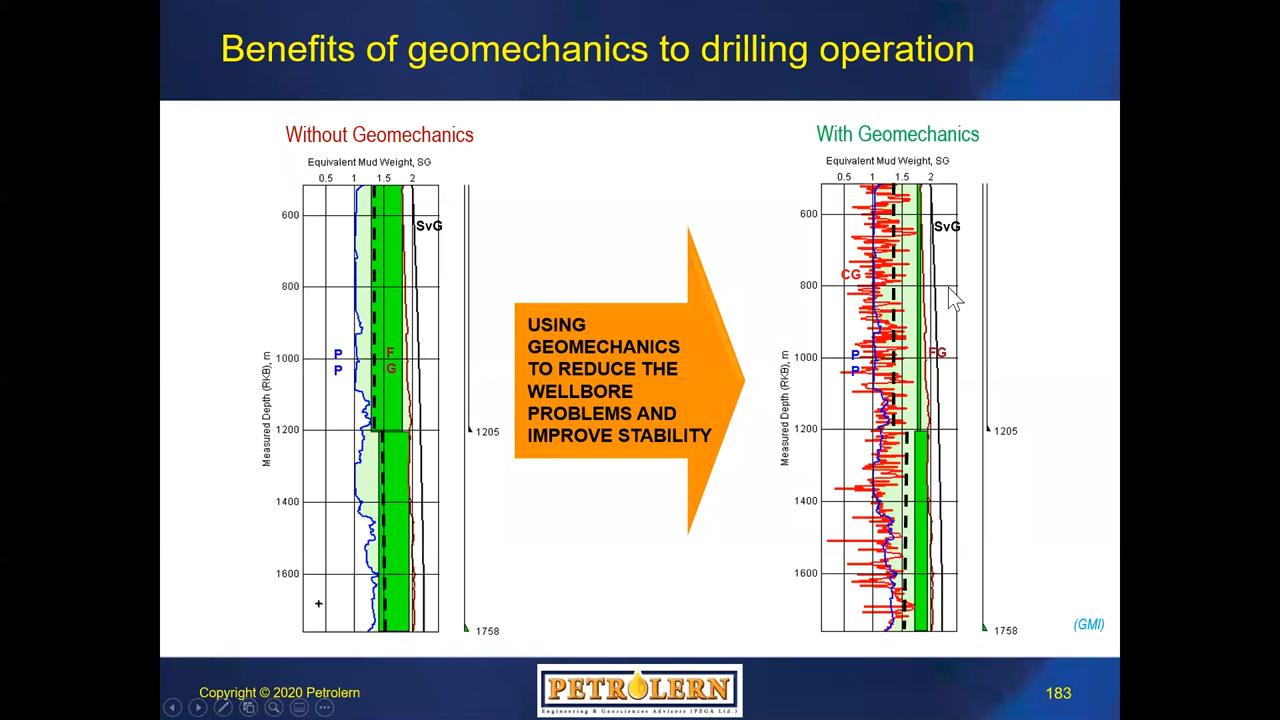 Benefits of geomechanics to drilling operation
Without Geomechanics
Equivalent Mud Weight, SG
0.5 1 1.5 2
600
800
1000
1200
1400
1600
Measured Depth (RKB), m
SvG
P
P
F
G
1205
1758
USING
GEOMECHANICS
TO REDUCE THE
WELLBORE
PROBLEMS AND
IMPROVE STABILITY
With Geomechanics
Equivalent Mud Weight, SG
0.5 1 1.5 2
600
800
1000
1200
1400
1600
Measured Depth (RKB), m
SvG
CG
P
P
FG
1205
1758
(GMI)
Copyright © 2020 Petrolern
PETROLERN
Engineering & Geosciences Advisors (PEGA Ltd.)
183